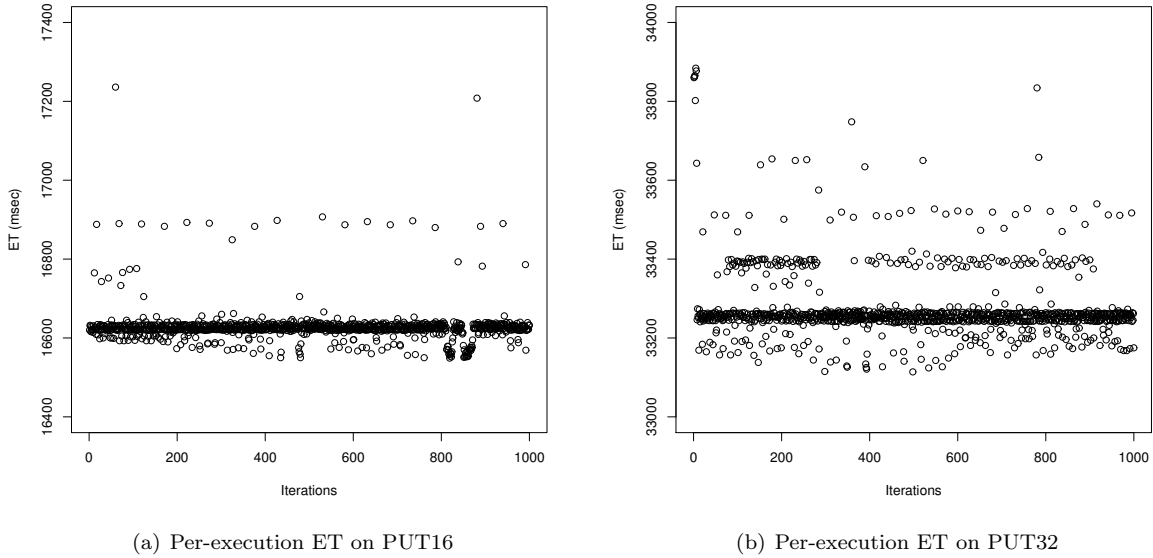 17400
17200
17000
16800
16600
16400
ET (msec)
0 200 400 600 800 1000
Iterations
(a) Per-execution ET on PUT16
34000
33800
33600
33400
33200
33000
ET (msec)
0 200 400 600 800 1000
Iterations
(b) Per-execution ET on PUT32